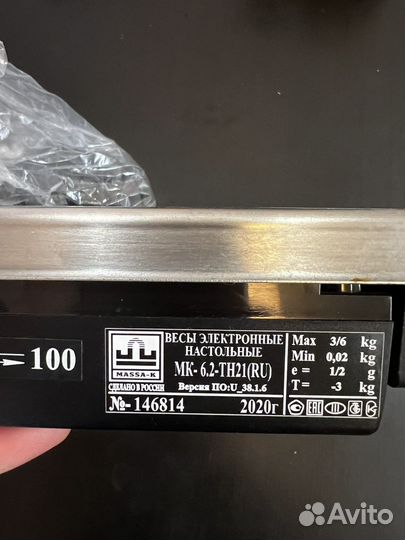 100
MASSA-K
СДЕЛАНО В РОССИИ
ВЕСЫ ЭЛЕКТРОННЫЕ
НАСТОЛЬНЫЕ
МК- 6.2-ТН21(RU)
Версия ПО:U_38.1.6
№- 146814 2020г
Max 3/6 kg
Min 0,02 kg
e = 1/2 g
T = -3 kg
EAC
Avito